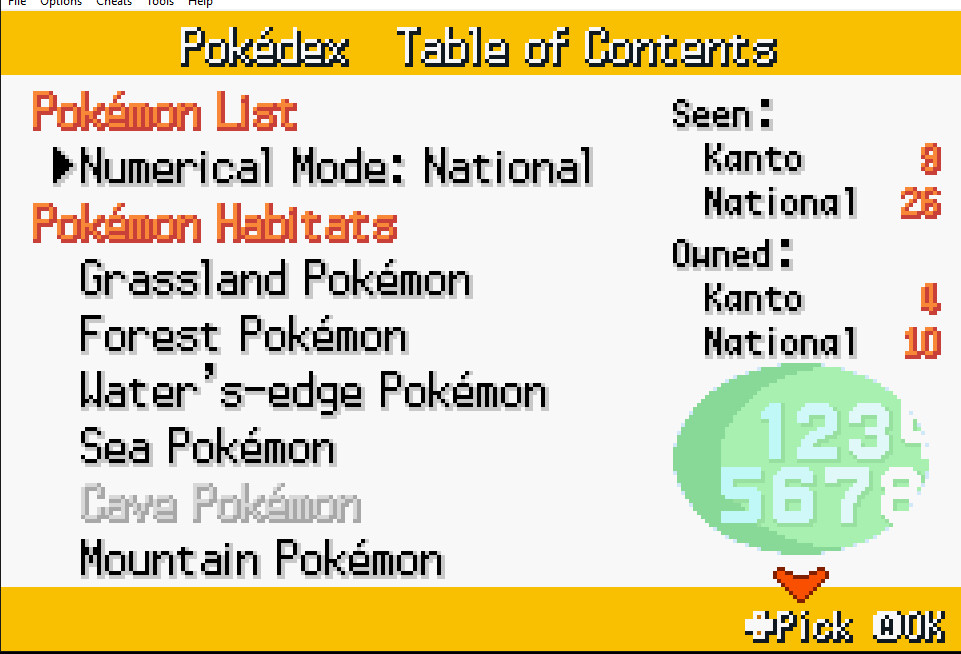 File Options Cheats Tools Help
Pokédex Table of Contents
Pokémon List
▶Numerical Mode: National
Pokémon Habitats
Grassland Pokémon
Forest Pokémon
Water's-edge Pokémon
Sea Pokémon
Cave Pokémon
Mountain Pokémon
Seen:
Kanto 9
National 26
Owned:
Kanto 4
National 10
1234
5678
Pick AOK